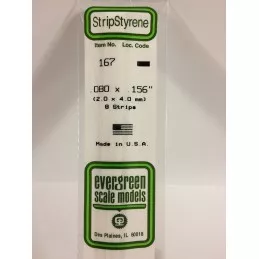 StripStyrene
Item No. Loc. Code
167
.080 x .156"
(2.0 x 4.0 mm)
8 Strips
Made in U.S.A.
evergreen
scale models
Des Plaines, IL 60018